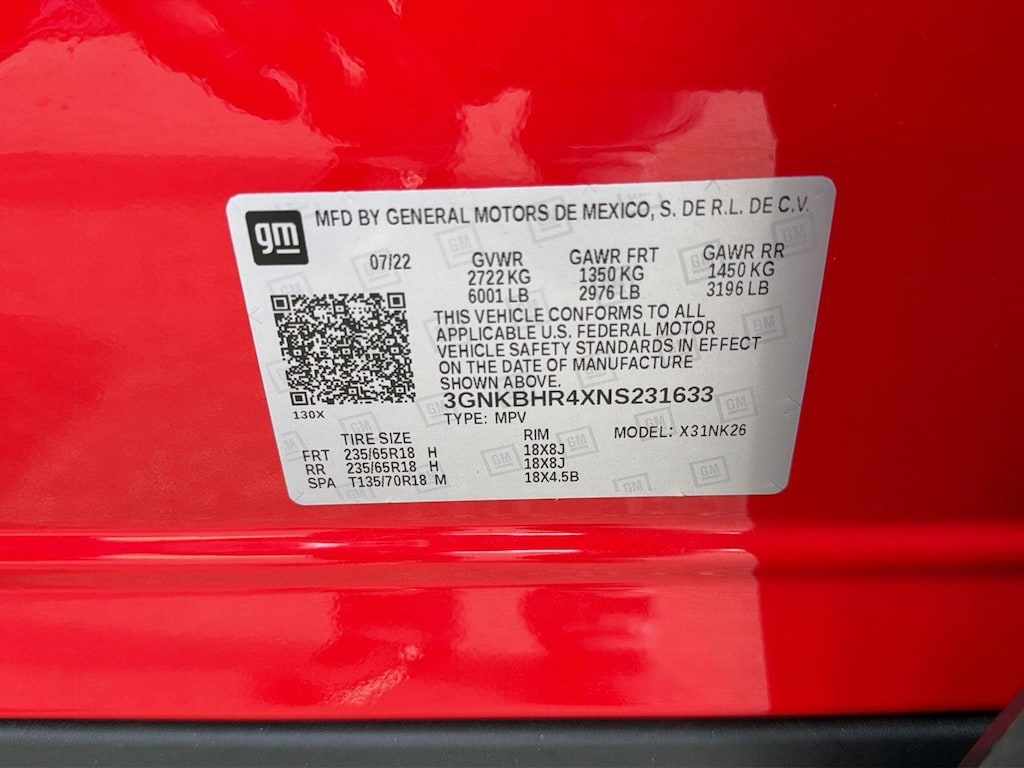 gm MFD BY GENERAL MOTORS DE MEXICO, S. DE R.L. DE C.V.
07/22 GVWR GAWR FRT GAWR RR
2722 KG 1350 KG 1450 KG
6001 LB 2976 LB 3196 LB
THIS VEHICLE CONFORMS TO ALL
APPLICABLE U.S. FEDERAL MOTOR
VEHICLE SAFETY STANDARDS IN EFFECT
ON THE DATE OF MANUFACTURE
SHOWN ABOVE.
3GNKBHR4XNS231633
130X TYPE: MPV
TIRE SIZE RIM MODEL: X31NK26
FRT 235/65R18 H 18X8J
RR 235/65R18 H 18X8J
SPA T135/70R18 M 18X4.5B